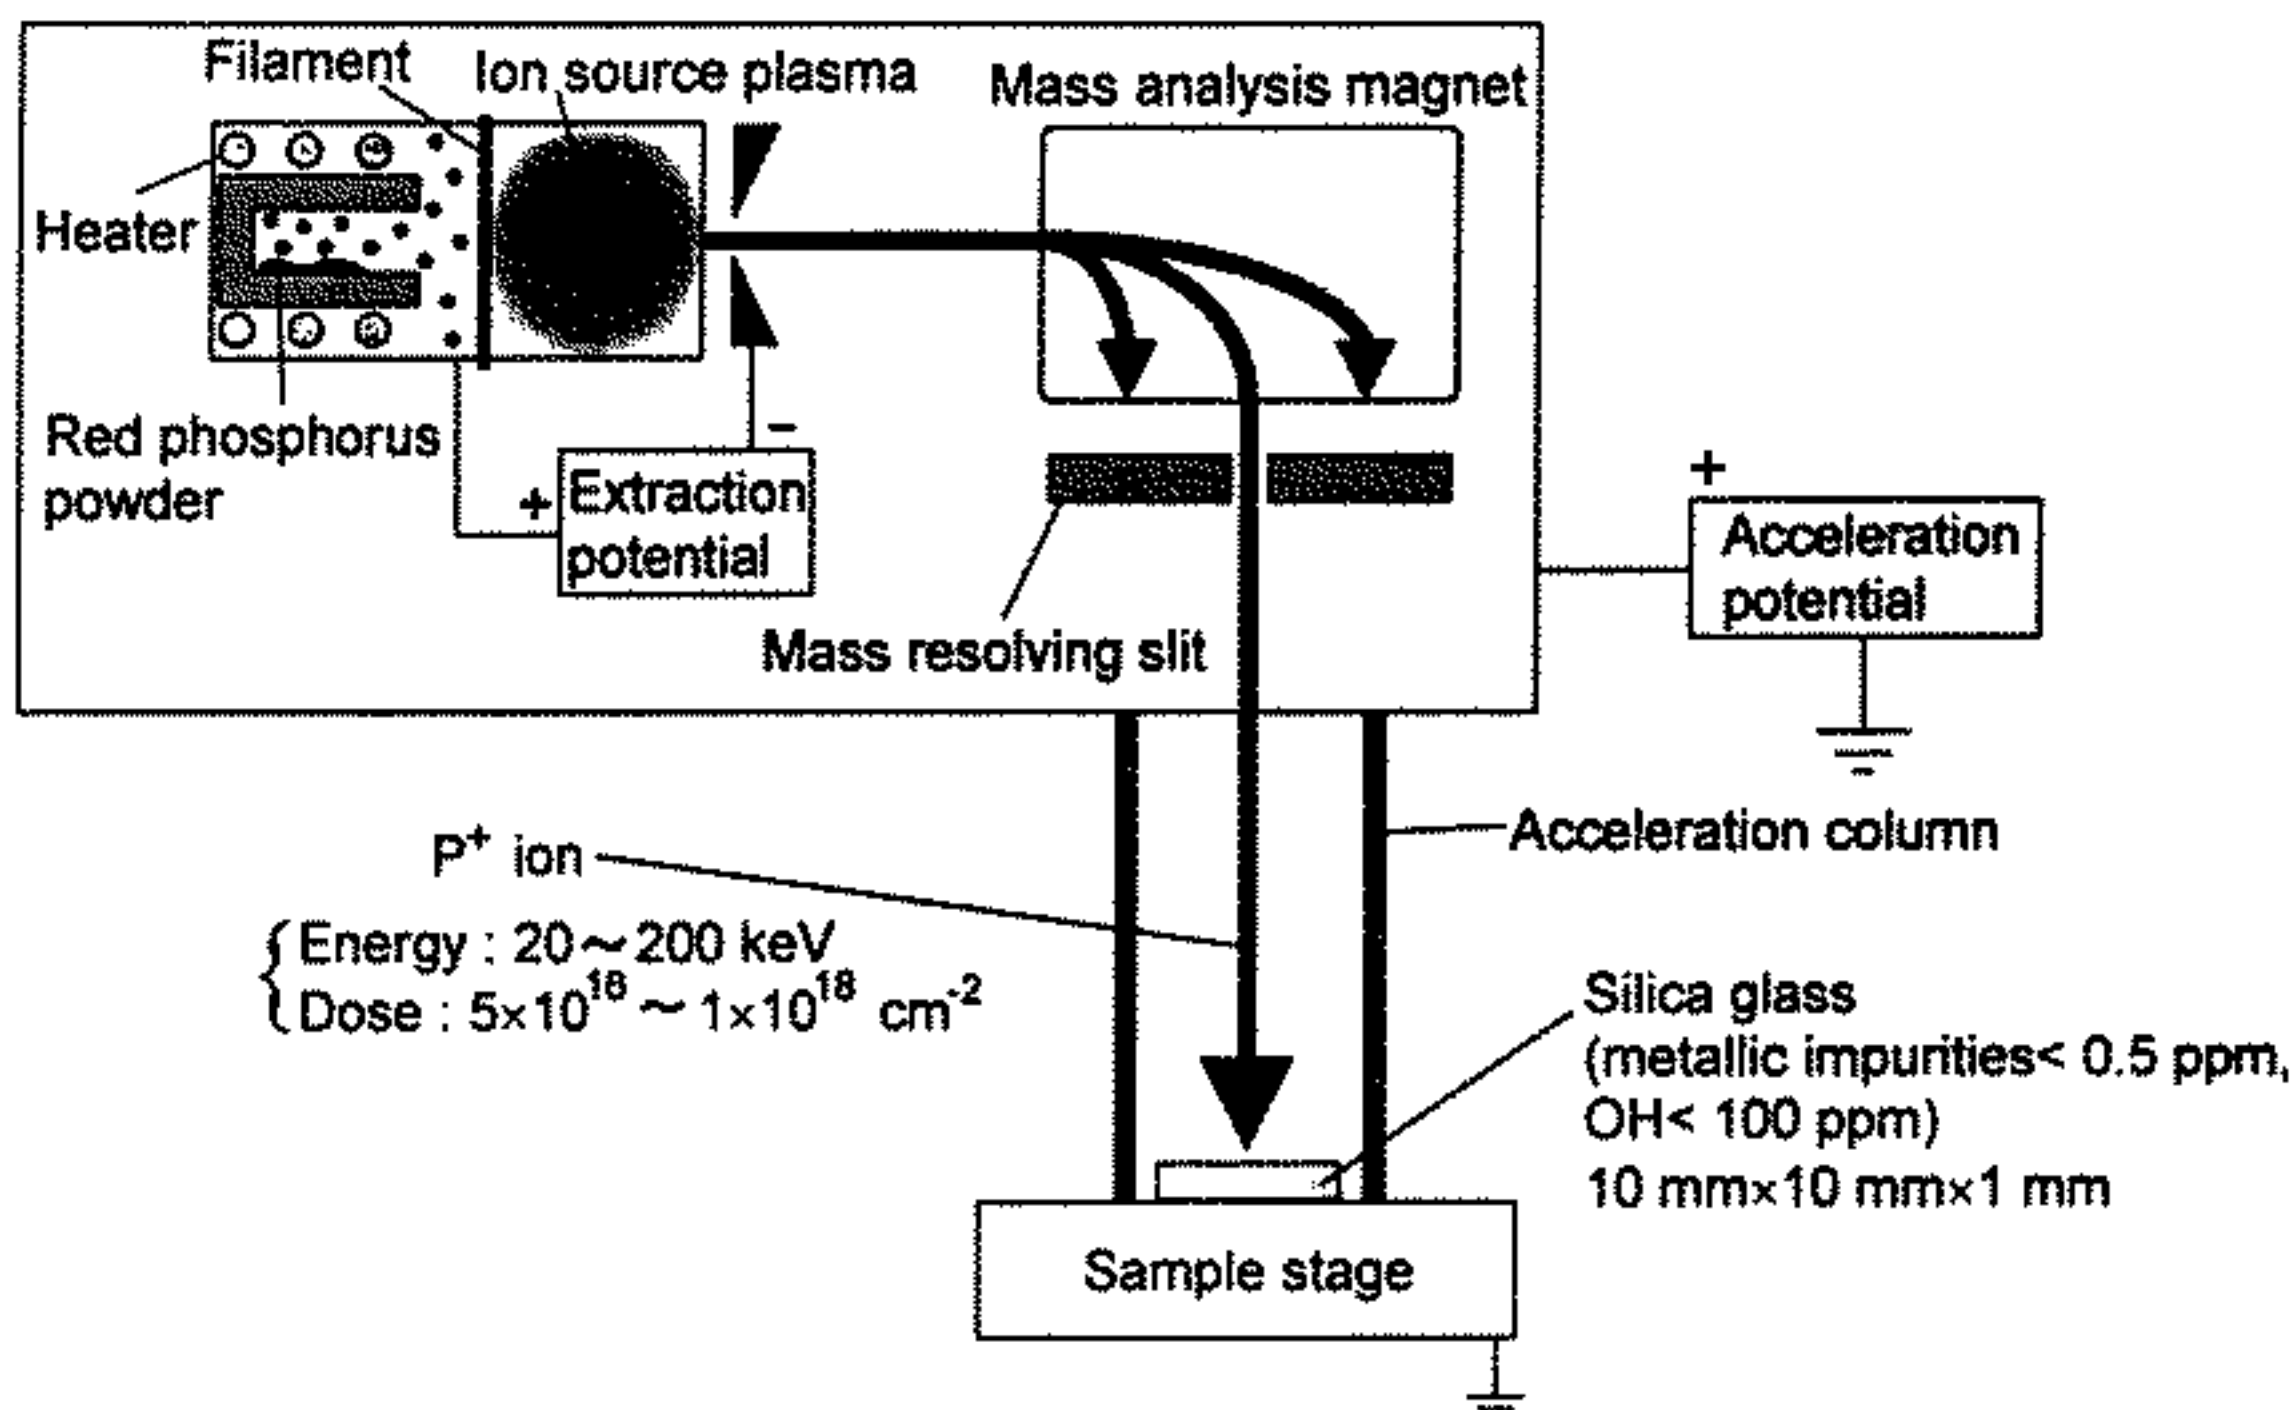 Filament
Ion source plasma
Mass analysis magnet
Heater
Red phosphorus
powder
−
+
Extraction
potential
+
Acceleration
potential
Mass resolving slit
Acceleration column
P⁺ ion
Energy : 20～200 keV
Dose : 5×10¹⁶ ～ 1×10¹⁸ cm⁻²
Silica glass
(metallic impurities< 0.5 ppm,
OH< 100 ppm)
10 mm×10 mm×1 mm
Sample stage